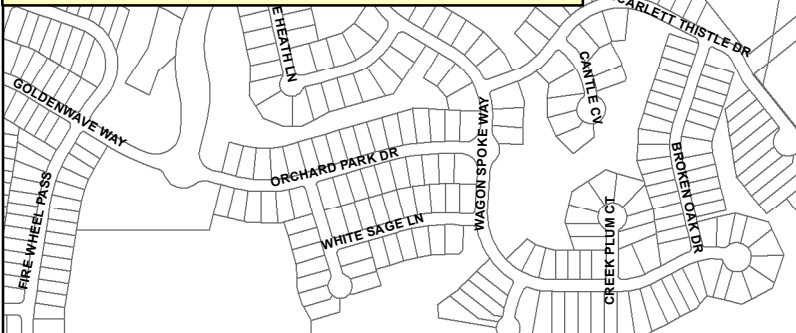 E HEATH LN
SCARLETT THISTLE DR
CANTLE CV
GOLDENWAVE WAY
WAGON SPOKE WAY
ORCHARD PARK DR
BROKEN OAK DR
FIRE WHEEL PASS
WHITE SAGE LN
CREEK PLUM CT